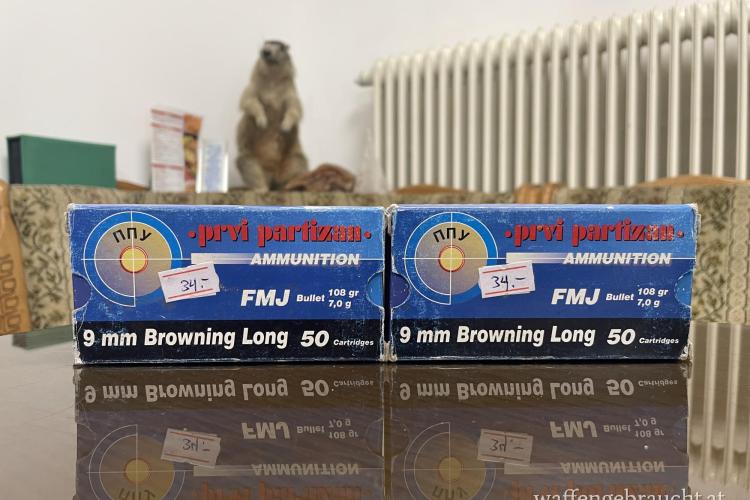 ППУ
•prvi partizan•
AMMUNITION
34.-
FMJ Bullet 108 gr
7,0 g
9 mm Browning Long 50 Cartridges
ППУ
•prvi partizan•
AMMUNITION
34.-
FMJ Bullet 108 gr
7,0 g
9 mm Browning Long 50 Cartridges
waffengebraucht.at